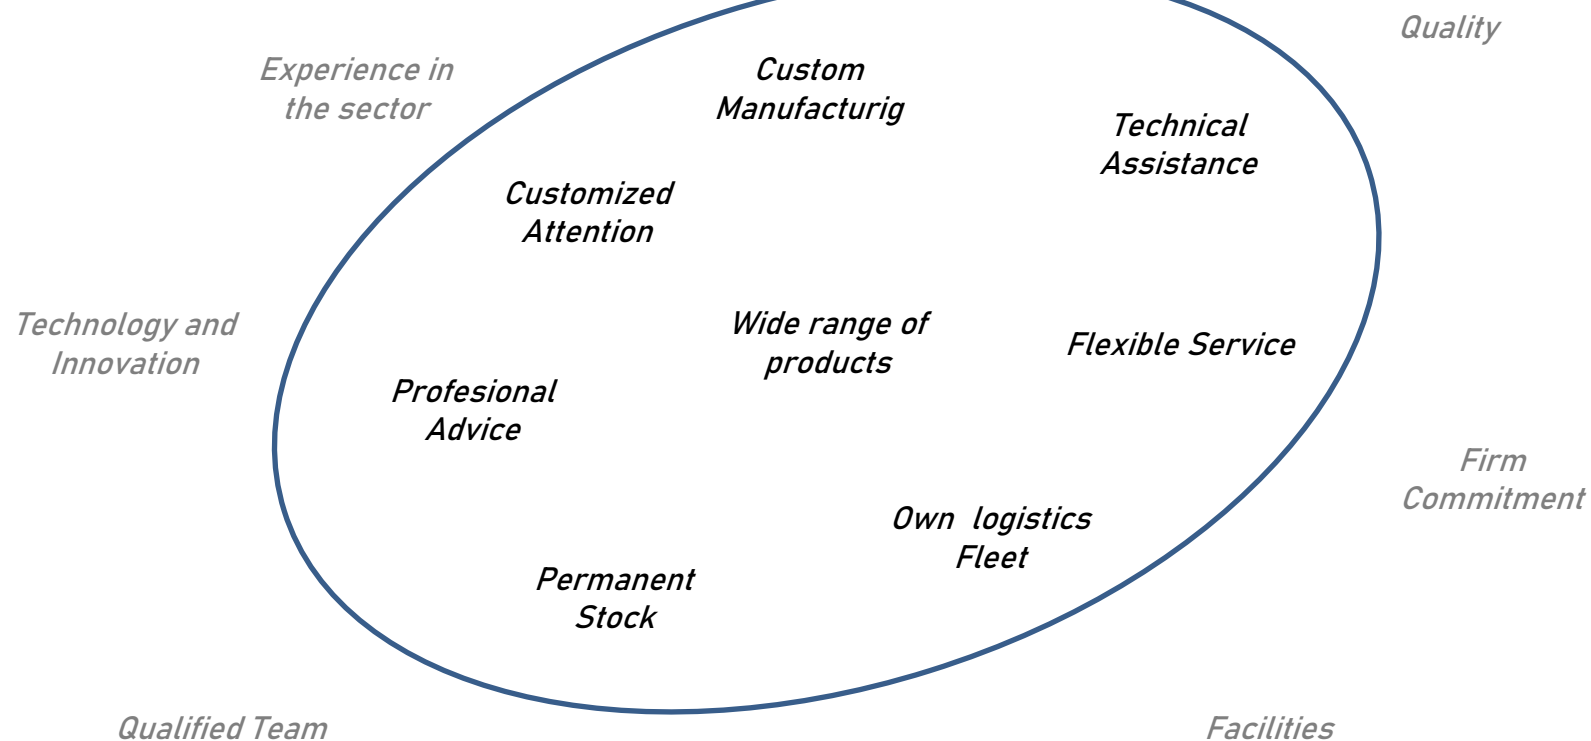 Quality
Experience in
the sector
Custom
Manufacturig
Technical
Assistance
Customized
Attention
Technology and
Innovation
Wide range of
products
Flexible Service
Profesional
Advice
Firm
Commitment
Own logistics
Fleet
Permanent
Stock
Qualified Team
Facilities